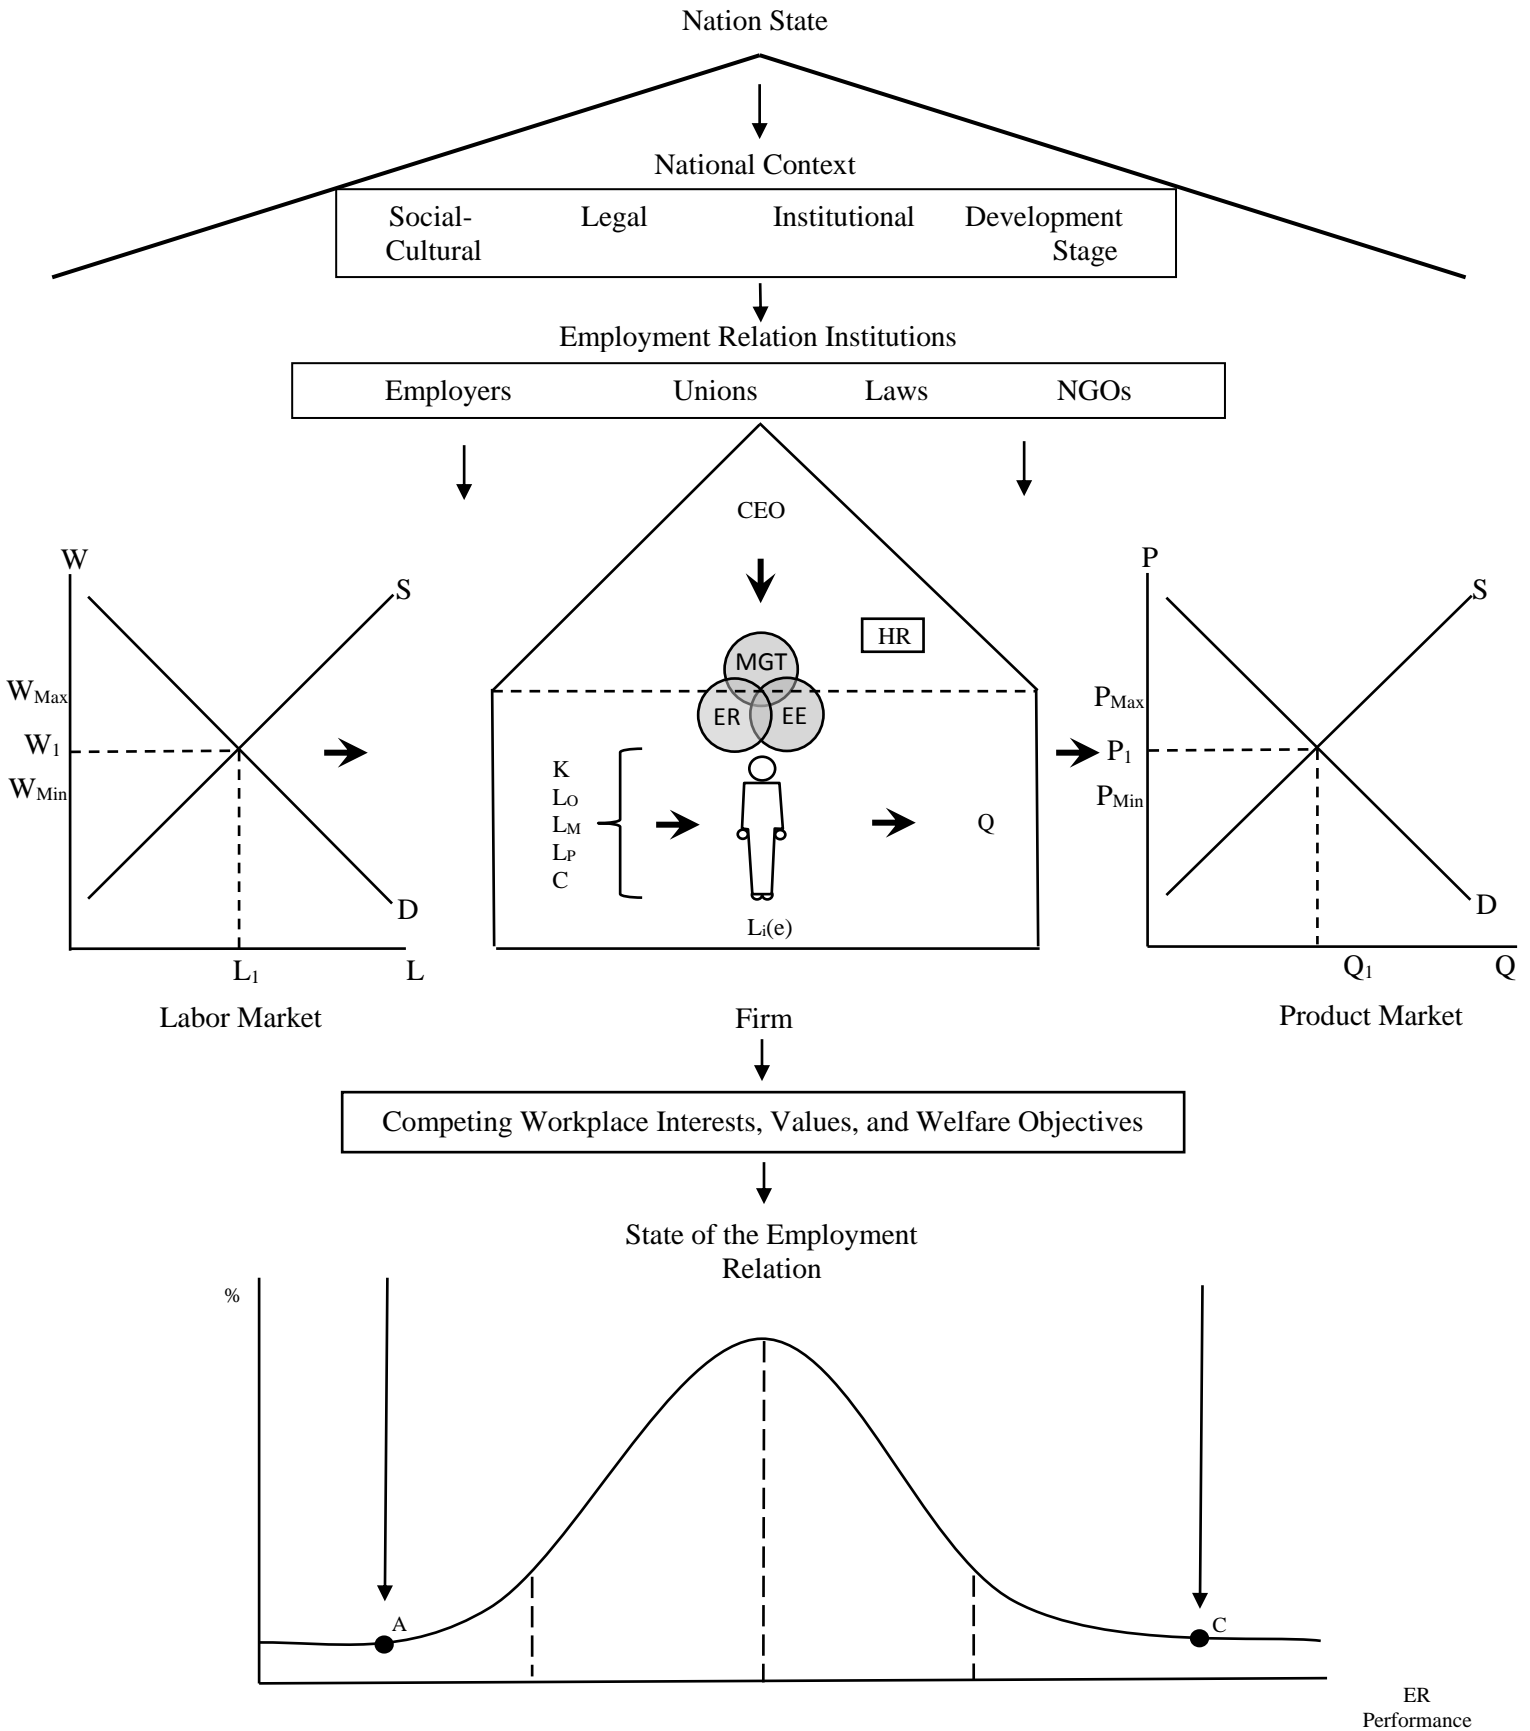 Nation State
National Context
Social-
Cultural
Legal
Institutional
Development
Stage
Employment Relation Institutions
Employers
Unions
Laws
NGOs
CEO
HR
MGT
ER
EE
K
LO
LM
LP
C
Li(e)
Q
W
S
WMax
W1
WMin
D
L1
L
P
S
PMax
P1
PMin
D
Q1
Q
Labor Market
Firm
Product Market
Competing Workplace Interests, Values, and Welfare Objectives
State of the Employment
Relation
%
A
C
ER
Performance